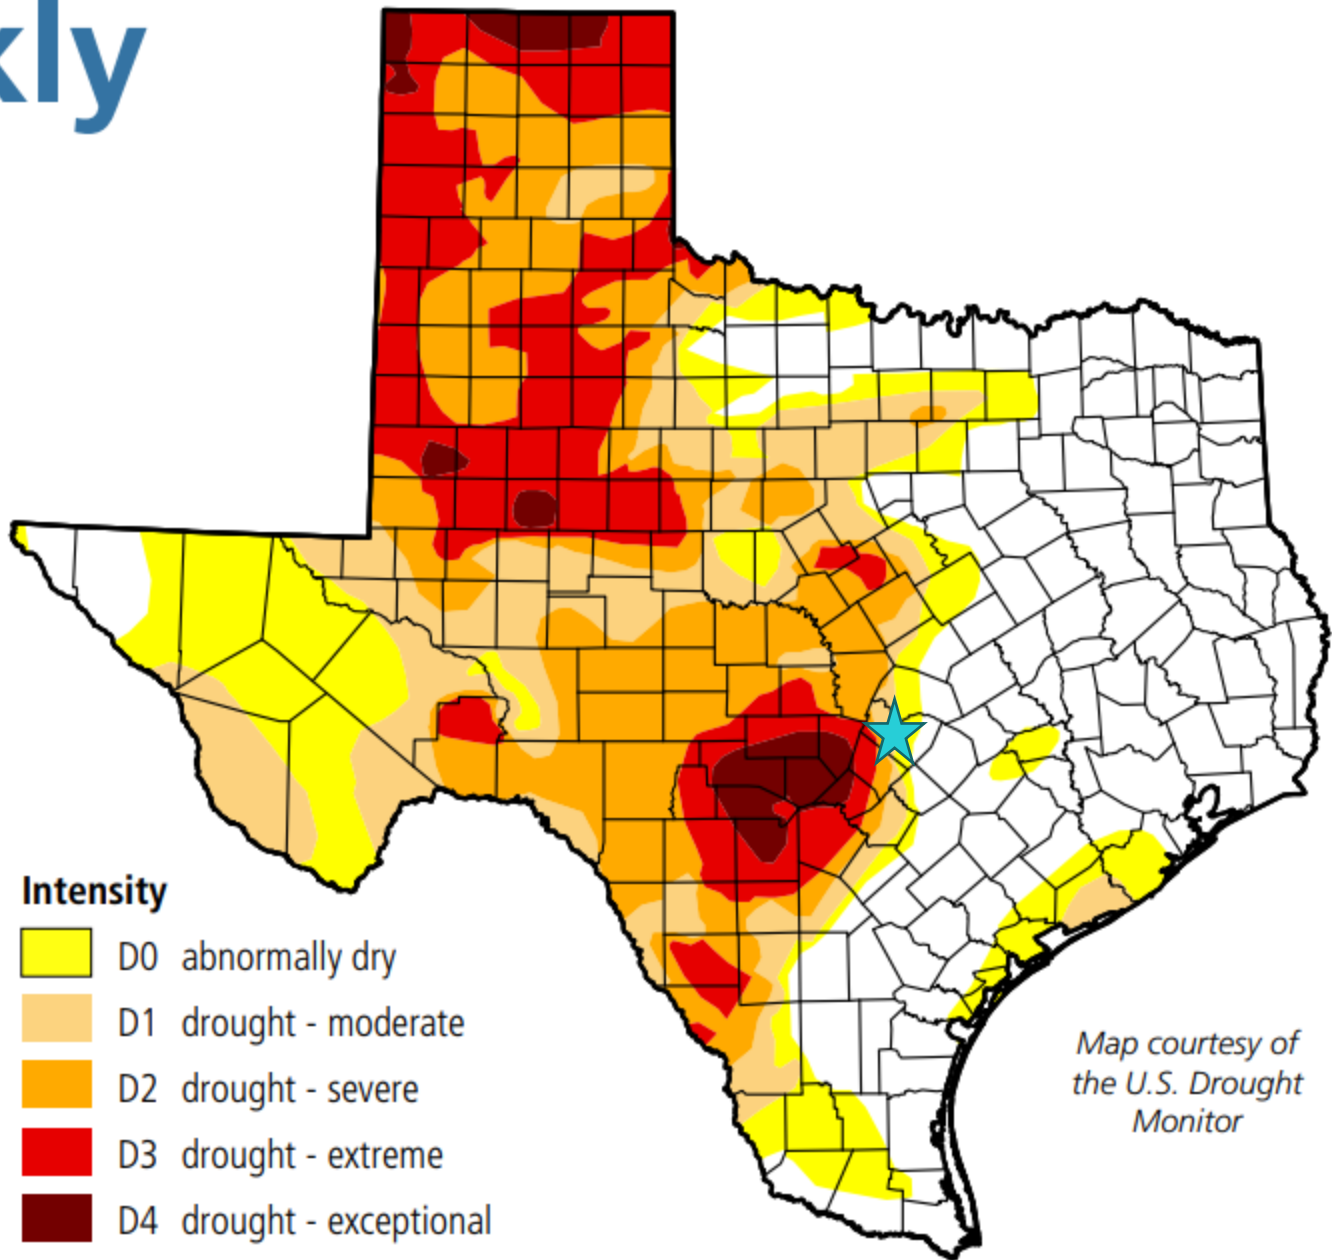 kly
Intensity
D0 abnormally dry
D1 drought - moderate
D2 drought - severe
D3 drought - extreme
D4 drought - exceptional
Map courtesy of
the U.S. Drought
Monitor